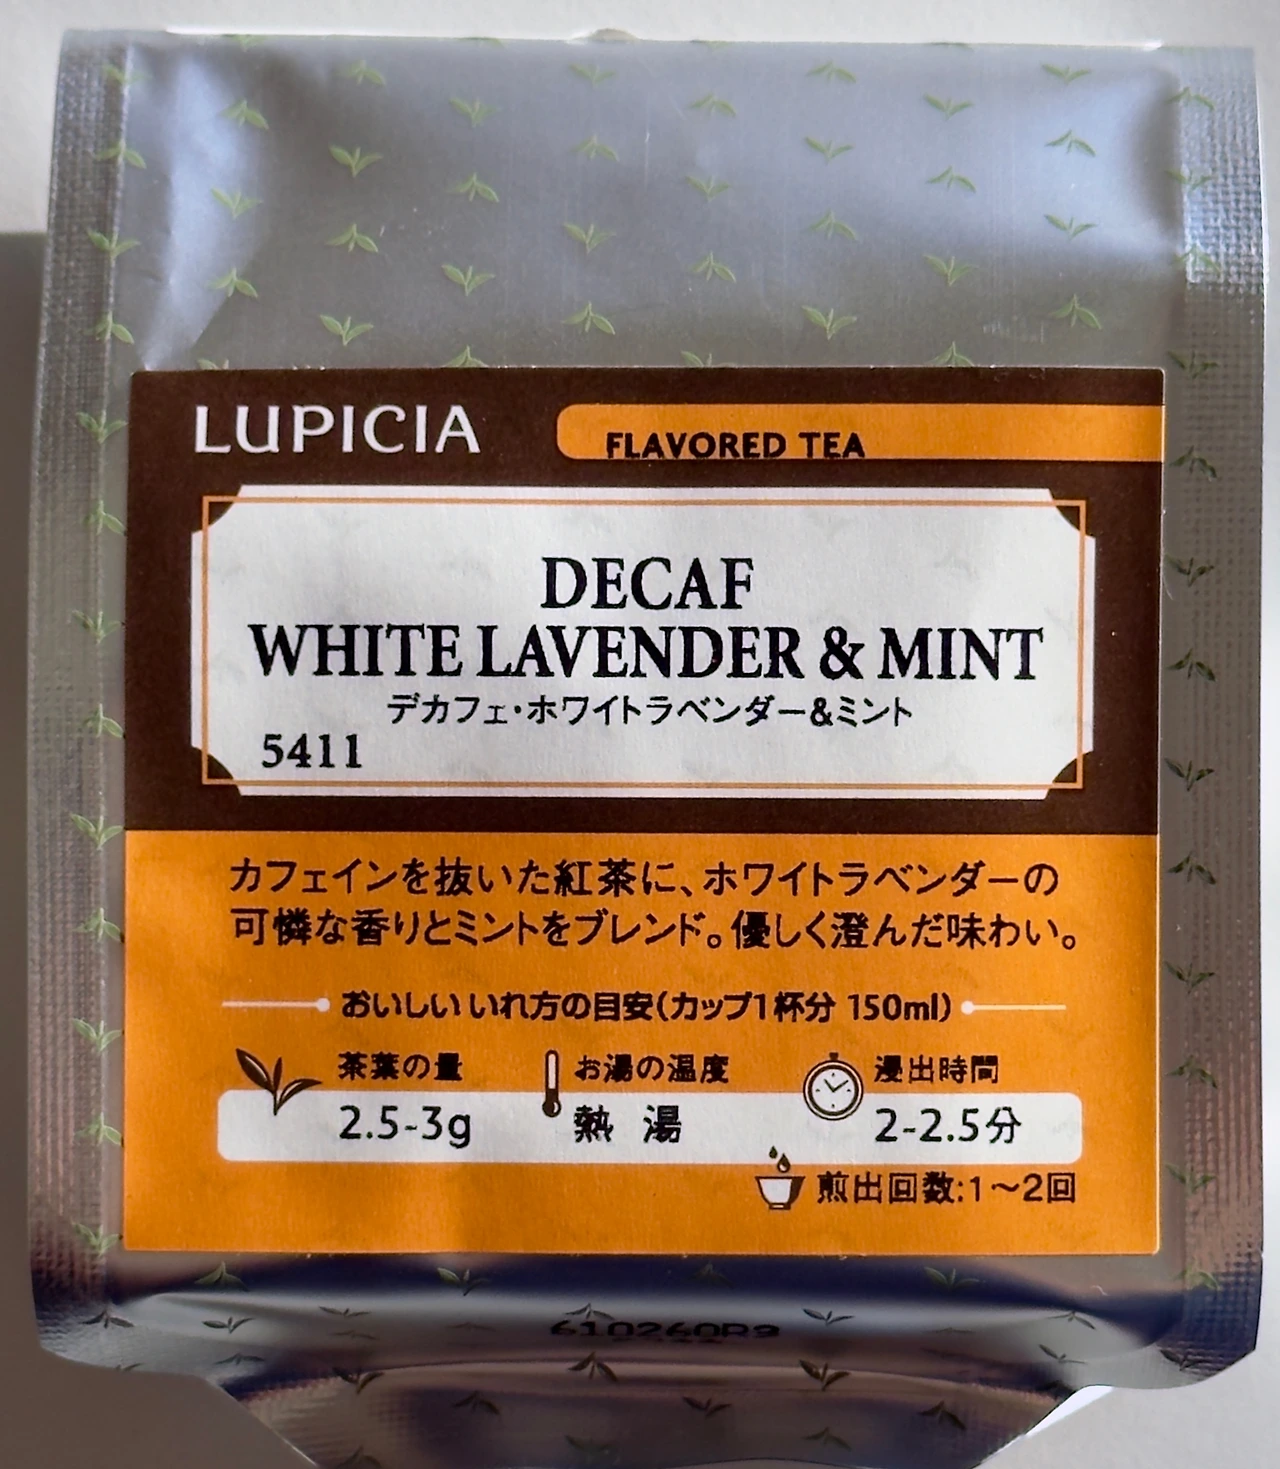 LUPICIA
FLAVORED TEA
DECAF
WHITE LAVENDER & MINT
デカフェ・ホワイトラベンダー&ミント
5411
カフェインを抜いた紅茶に、ホワイトラベンダーの
可憐な香りとミントをブレンド。優しく澄んだ味わい。
おいしいいれ方の目安(カップ1杯分 150ml)
茶葉の量 お湯の温度 浸出時間
2.5-3g 熱 湯 2-2.5分
煎出回数:1〜2回